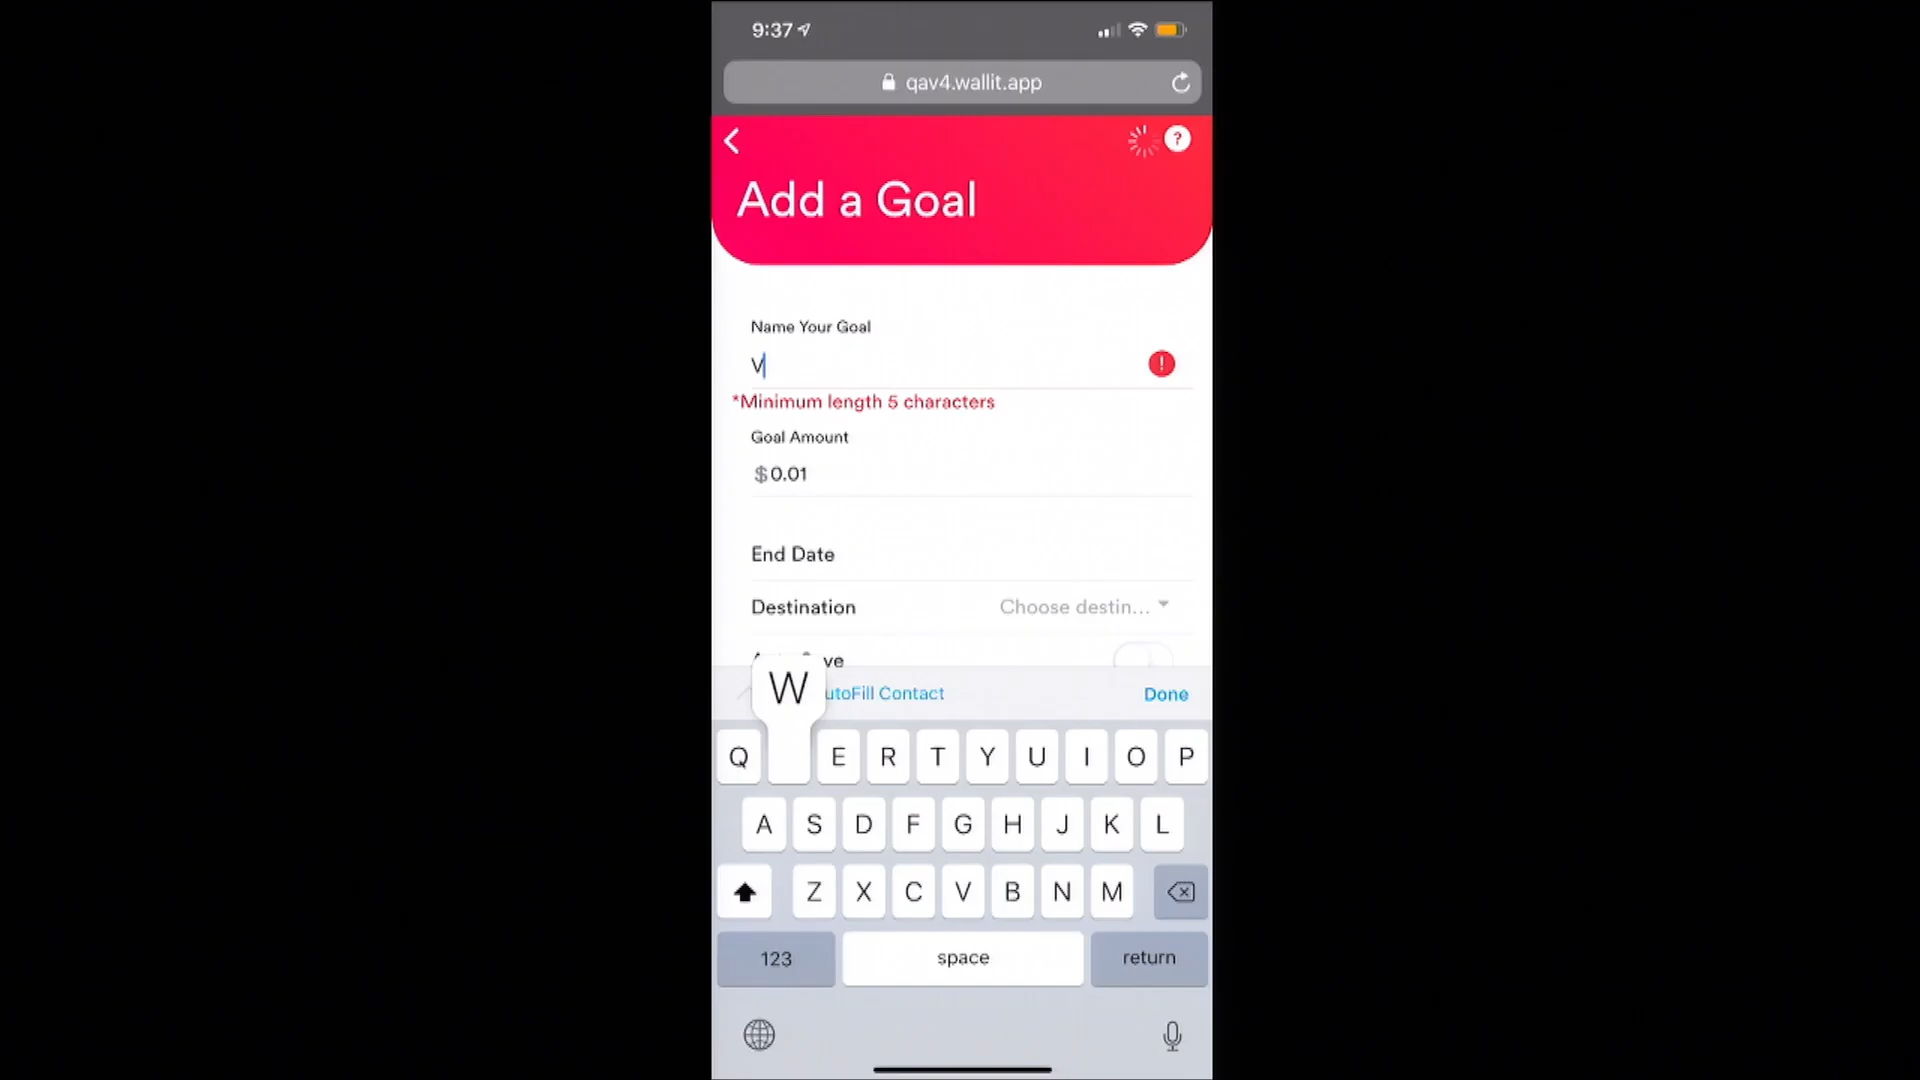 9:37
qav4.wallit.app
?
Add a Goal
Name Your Goal
V
!
*Minimum length 5 characters
Goal Amount
$0.01
End Date
Destination Choose destin...
ve
W utoFill Contact Done
Q E R T Y U I O P
A S D F G H J K L
Z X C V B N M
123 space return